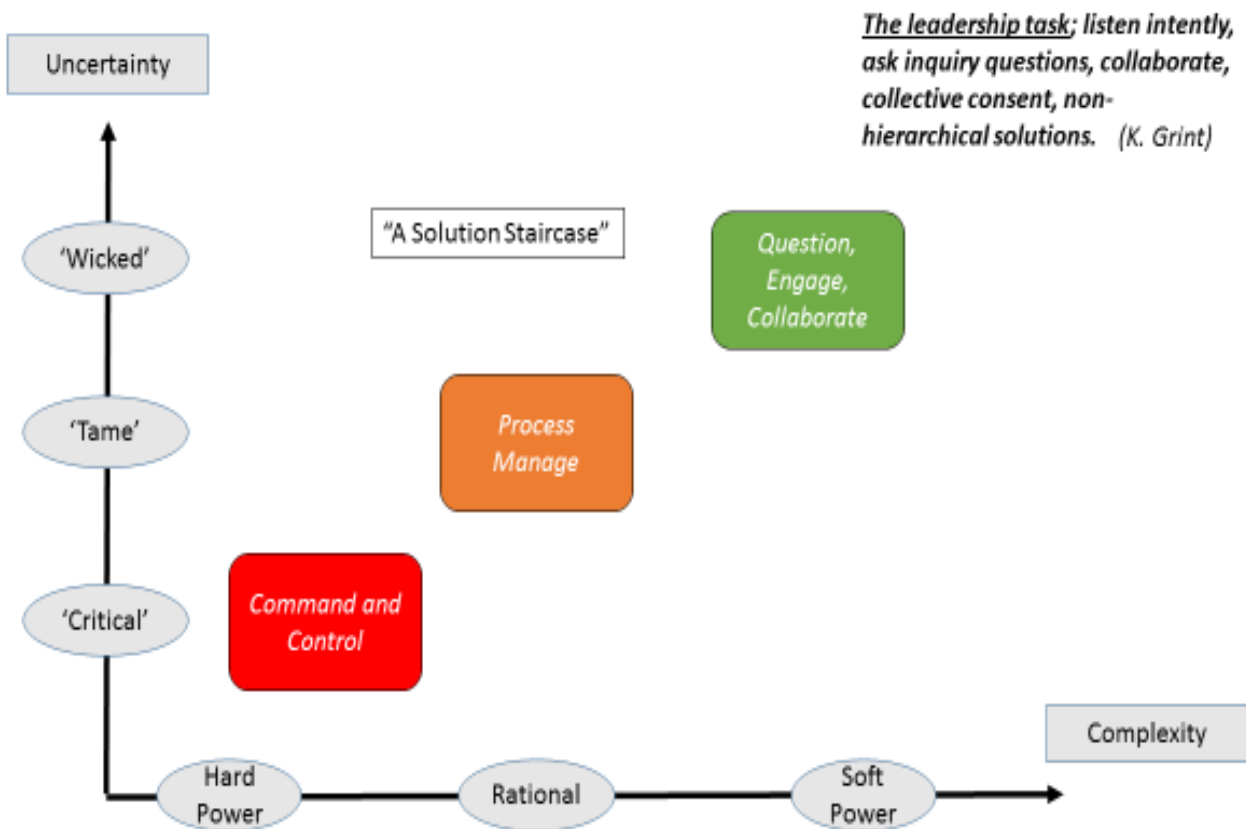 The leadership task; listen intently,
ask inquiry questions, collaborate,
collective consent, non-
hierarchical solutions. (K. Grint)
Uncertainty
"A Solution Staircase"
'Wicked'
Question,
Engage,
Collaborate
'Tame'
Process
Manage
'Critical'
Command and
Control
Complexity
Hard
Power
Rational
Soft
Power